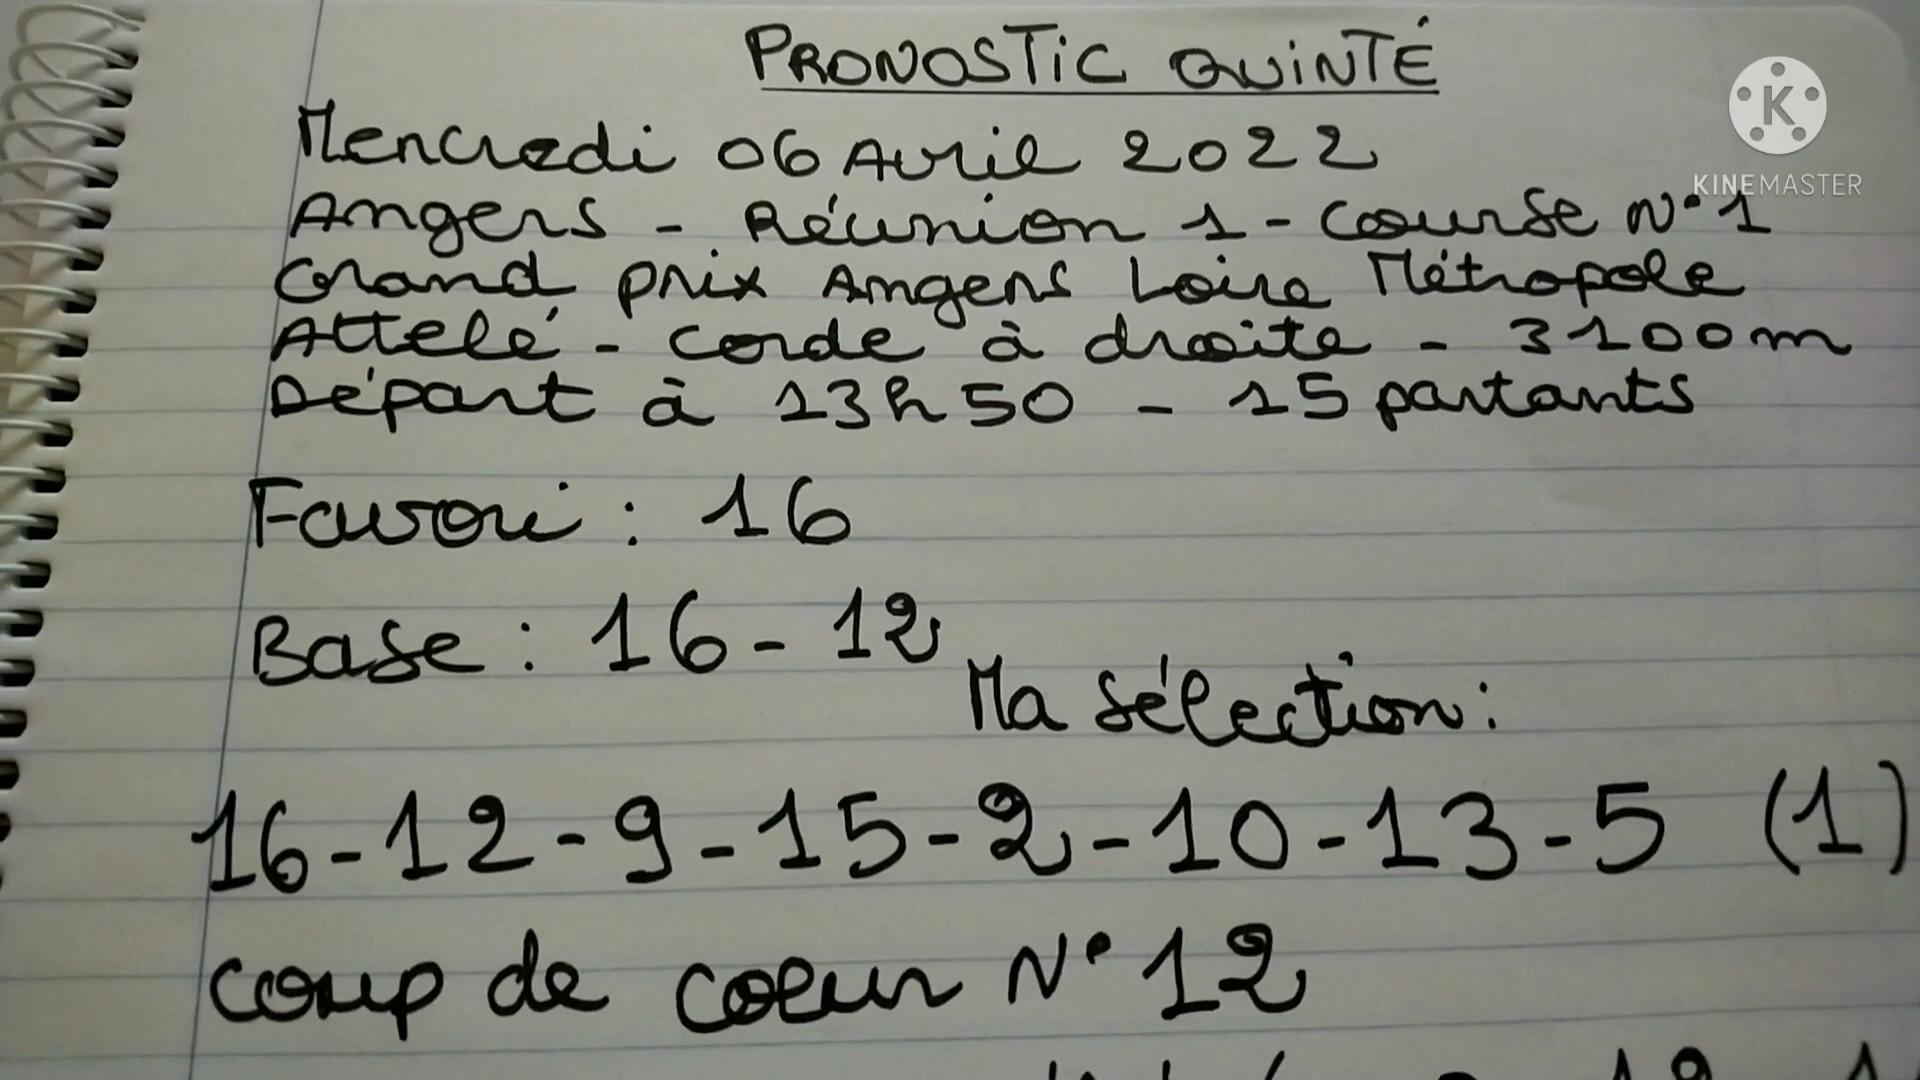 PRONOSTIC QUINTÉ
K
KINEMASTER
Mercredi 06 Avril 2022
Angers - Réunion 1 - Course N° 1
Grand prix Angers Loire Métropole
Attelé - Corde à droite - 3100m
Départ à 13h50 - 15 partants
Favori : 16
Base : 16 - 12
Ma sélection :
16 - 12 - 9 - 15 - 2 - 10 - 13 - 5 (1)
Coup de coeur N° 12